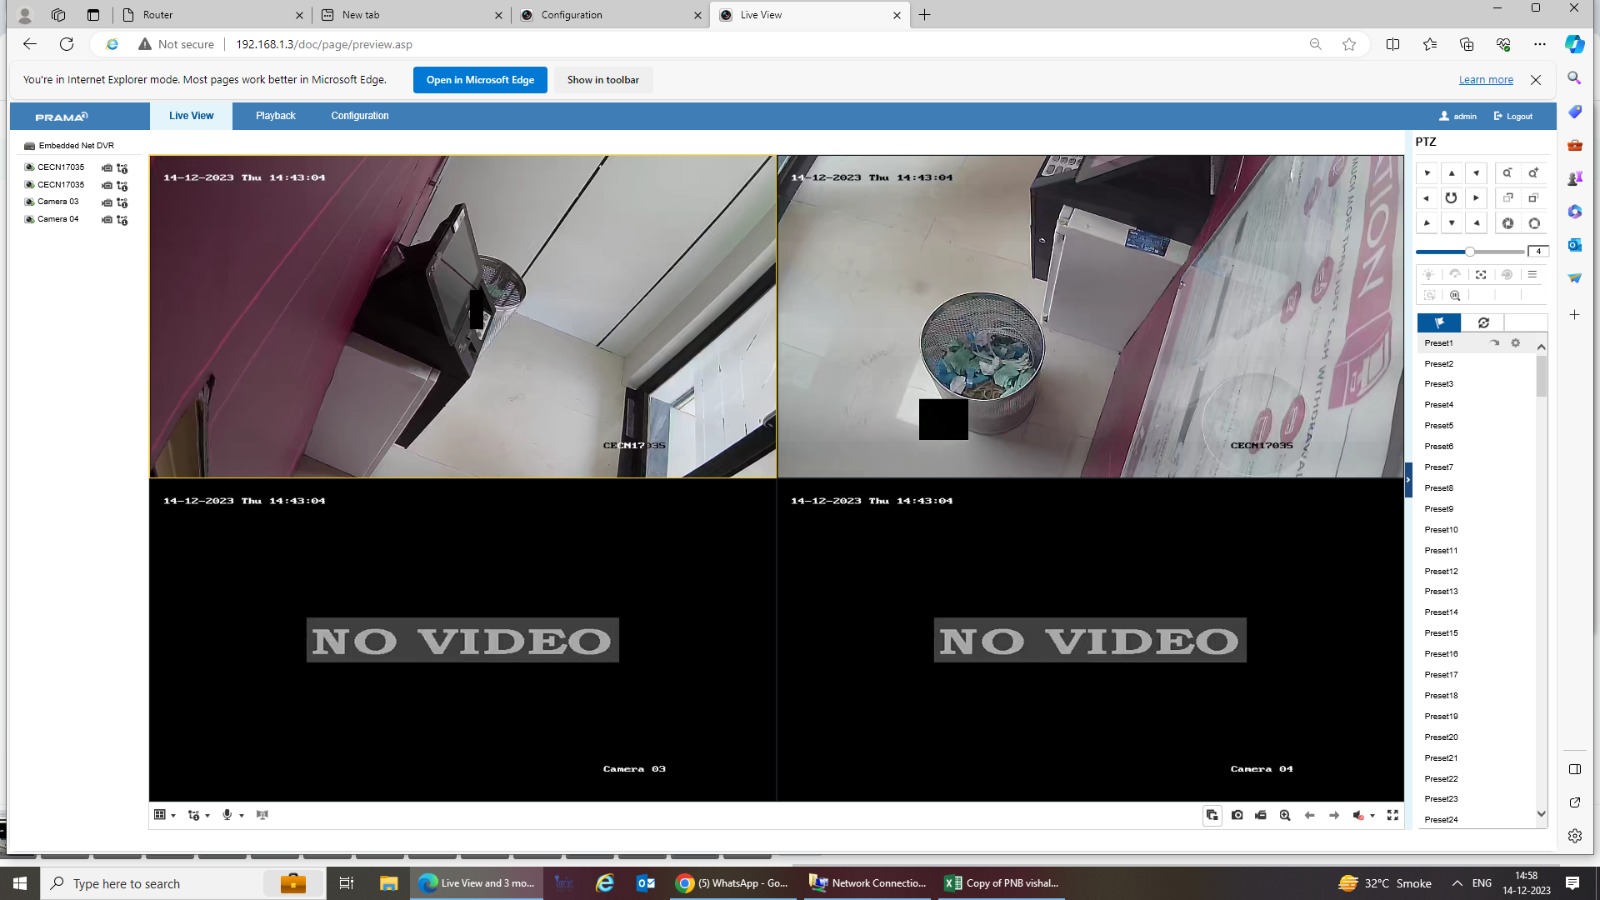 Router
New tab
Configuration
Live View
Not secure
192.168.1.3/doc/page/preview.asp
You're in Internet Explorer mode. Most pages work better in Microsoft Edge.
Open in Microsoft Edge
Show in toolbar
Learn more
PRAMA
Live View
Playback
Configuration
admin
Logout
Embedded Net DVR
CECN17035
CECN17035
Camera 03
Camera 04
14-12-2023 Thu 14:43:04
CECN17035
14-12-2023 Thu 14:43:04
CECN17035
14-12-2023 Thu 14:43:04
NO VIDEO
Camera 03
14-12-2023 Thu 14:43:04
NO VIDEO
Camera 04
PTZ
4
Preset1
Preset2
Preset3
Preset4
Preset5
Preset6
Preset7
Preset8
Preset9
Preset10
Preset11
Preset12
Preset13
Preset14
Preset15
Preset16
Preset17
Preset18
Preset19
Preset20
Preset21
Preset22
Preset23
Preset24
Type here to search
Live View and 3 mo...
(5) WhatsApp - Go...
Network Connectio...
Copy of PNB vishal...
32°C Smoke
ENG
14:58
14-12-2023